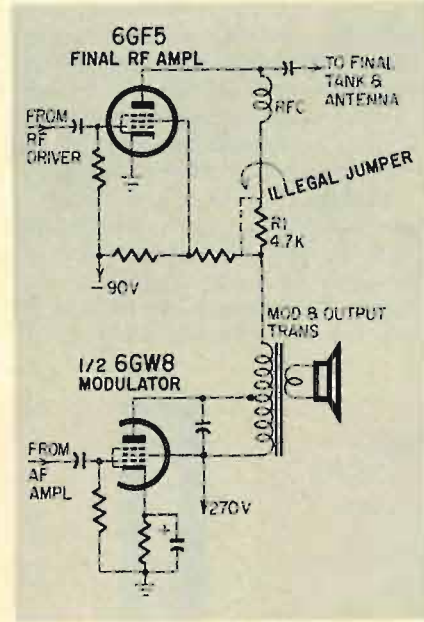 6GF5
FINAL RF AMPL
TO FINAL
TANK &
ANTENNA
RFC
FROM
RF
DRIVER
ILLEGAL JUMPER
R1
4.7K
-90V
MOD & OUTPUT
TRANS
1/2 6GW8
MODULATOR
FROM
AF
AMPL
+
270V